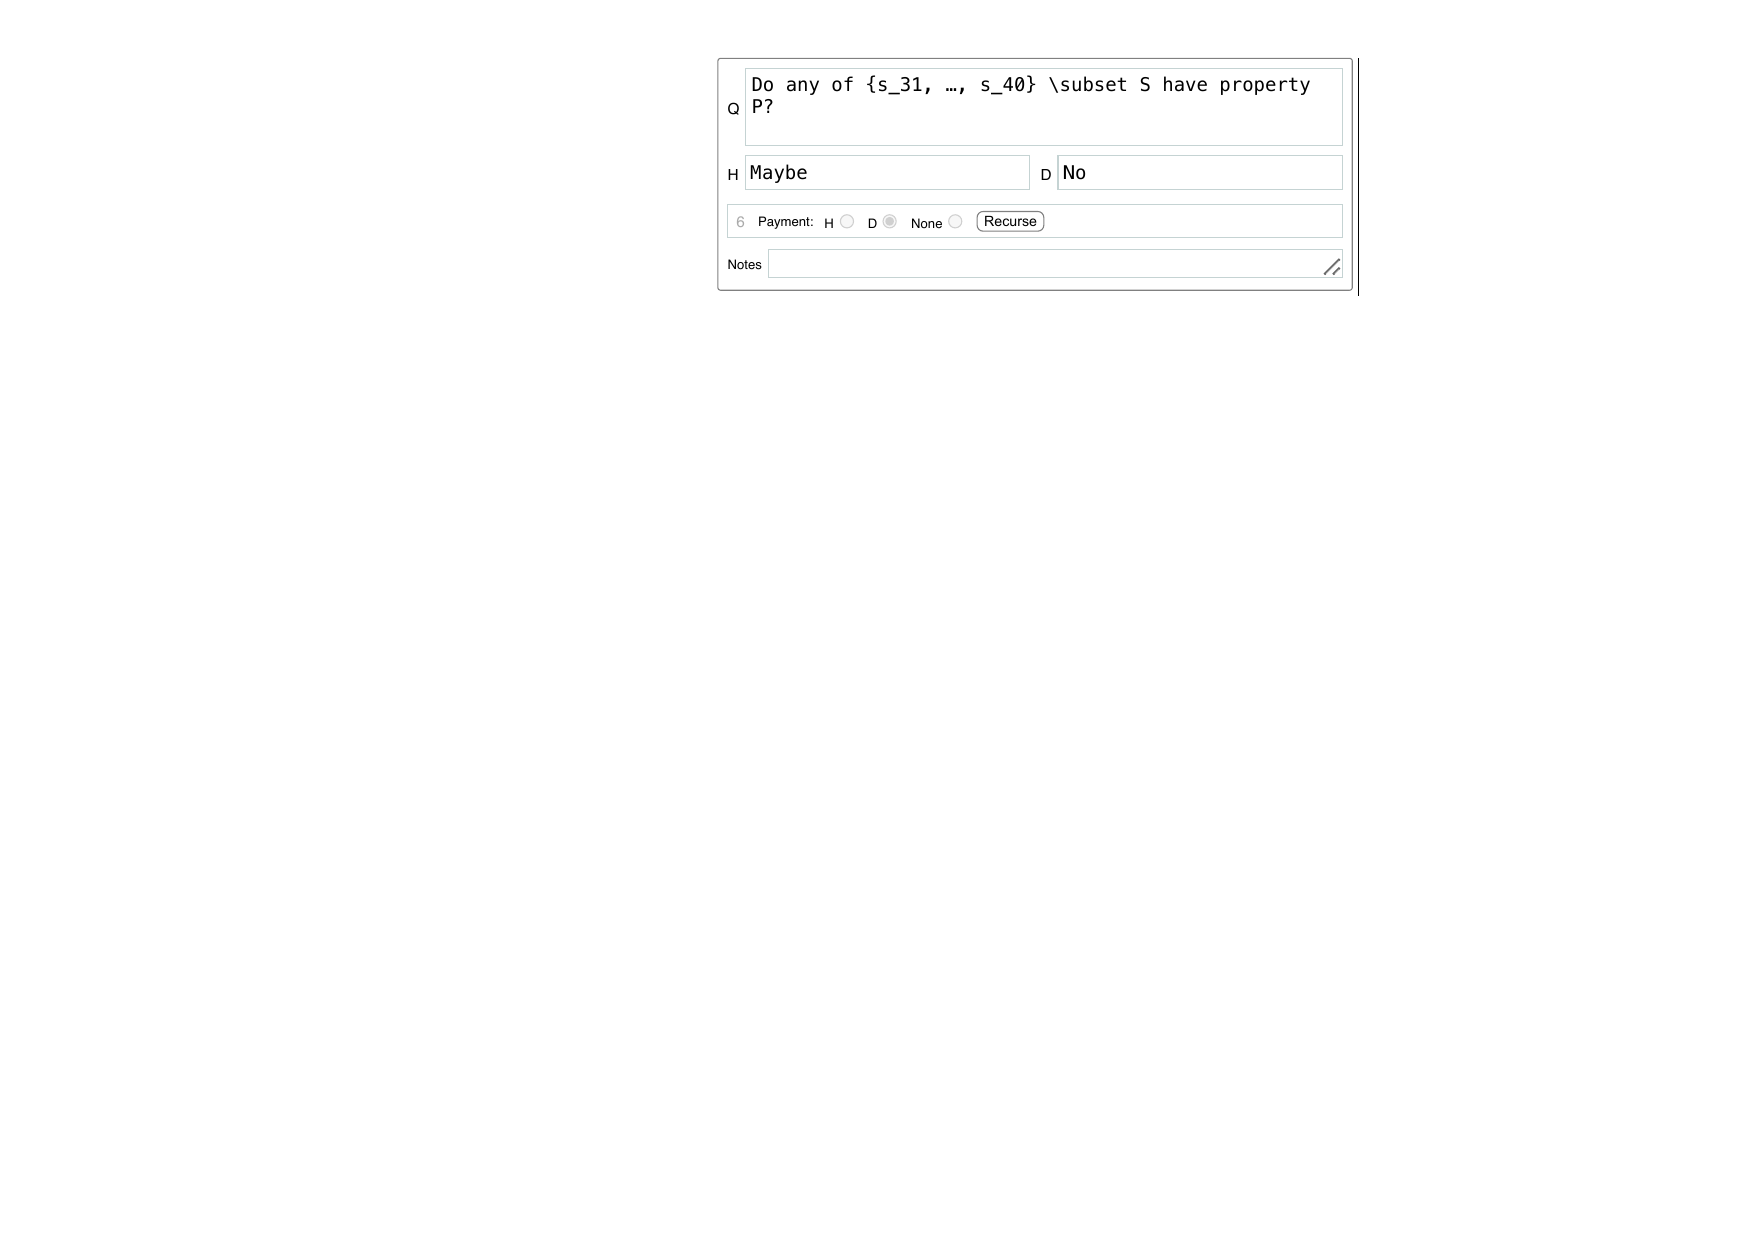 Q Do any of {s_31, …, s_40} \subset S have property
P?
H Maybe D No
6 Payment: H D None Recurse
Notes